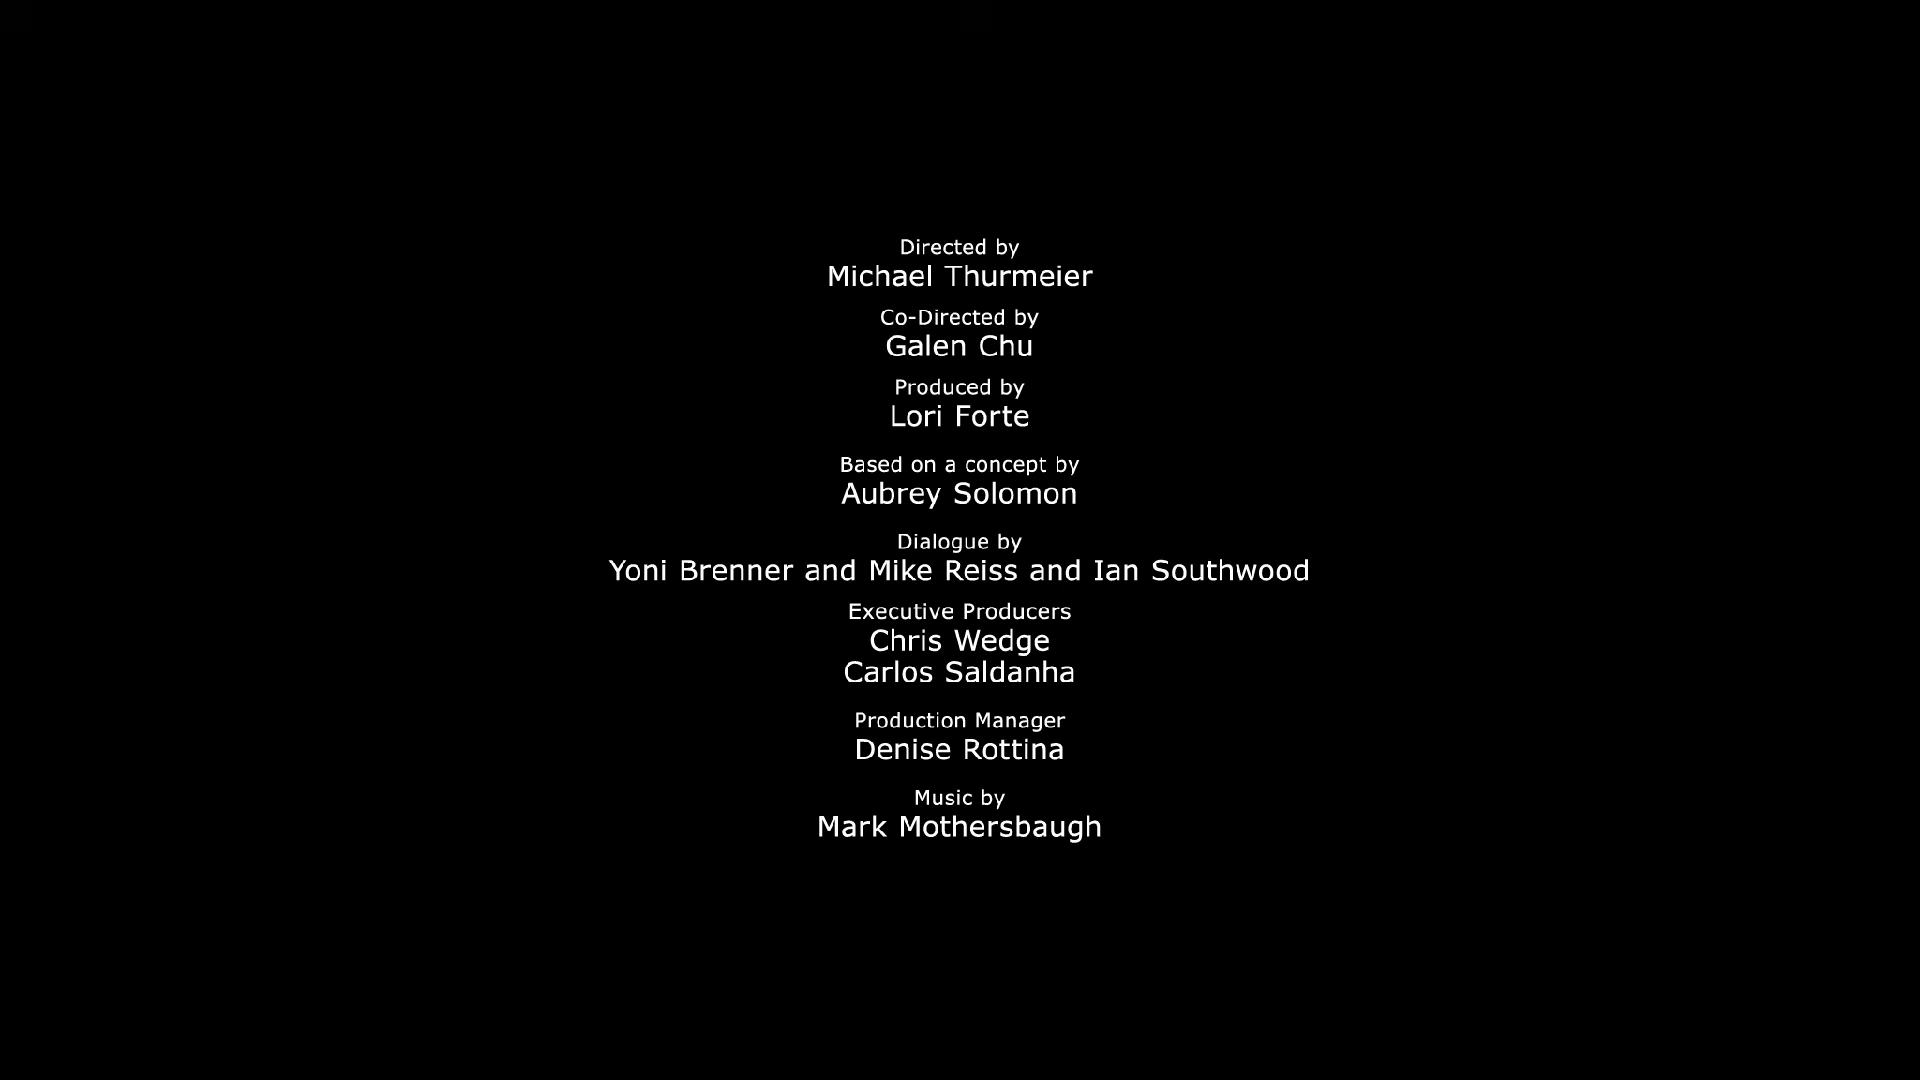 Directed by
Michael Thurmeier
Co-Directed by
Galen Chu
Produced by
Lori Forte
Based on a concept by
Aubrey Solomon
Dialogue by
Yoni Brenner and Mike Reiss and Ian Southwood
Executive Producers
Chris Wedge
Carlos Saldanha
Production Manager
Denise Rottina
Music by
Mark Mothersbaugh